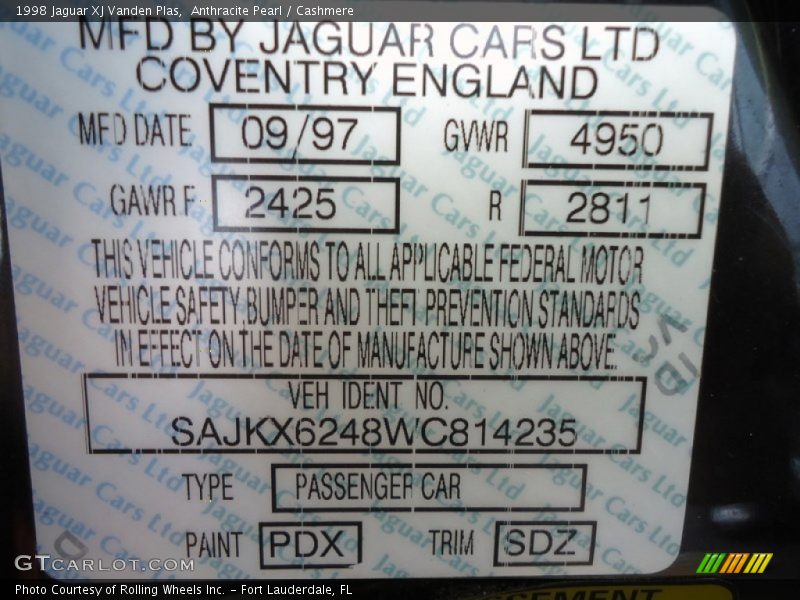 1998 Jaguar XJ Vanden Plas,  Anthracite Pearl / Cashmere
MFD BY JAGUAR CARS LTD
COVENTRY ENGLAND
MFD DATE 09/97 GVWR 4950
GAWR F 2425 R 2811
THIS VEHICLE CONFORMS TO ALL APPLICABLE FEDERAL MOTOR
VEHICLE SAFETY BUMPER AND THEFT PREVENTION STANDARDS
IN EFFECT ON THE DATE OF MANUFACTURE SHOWN ABOVE.
VEH IDENT NO.
SAJKX6248WC814235
TYPE PASSENGER CAR
PAINT PDX TRIM SDZ
GTCARLOT.COM
Photo Courtesy of Rolling Wheels Inc. – Fort Lauderdale, FL